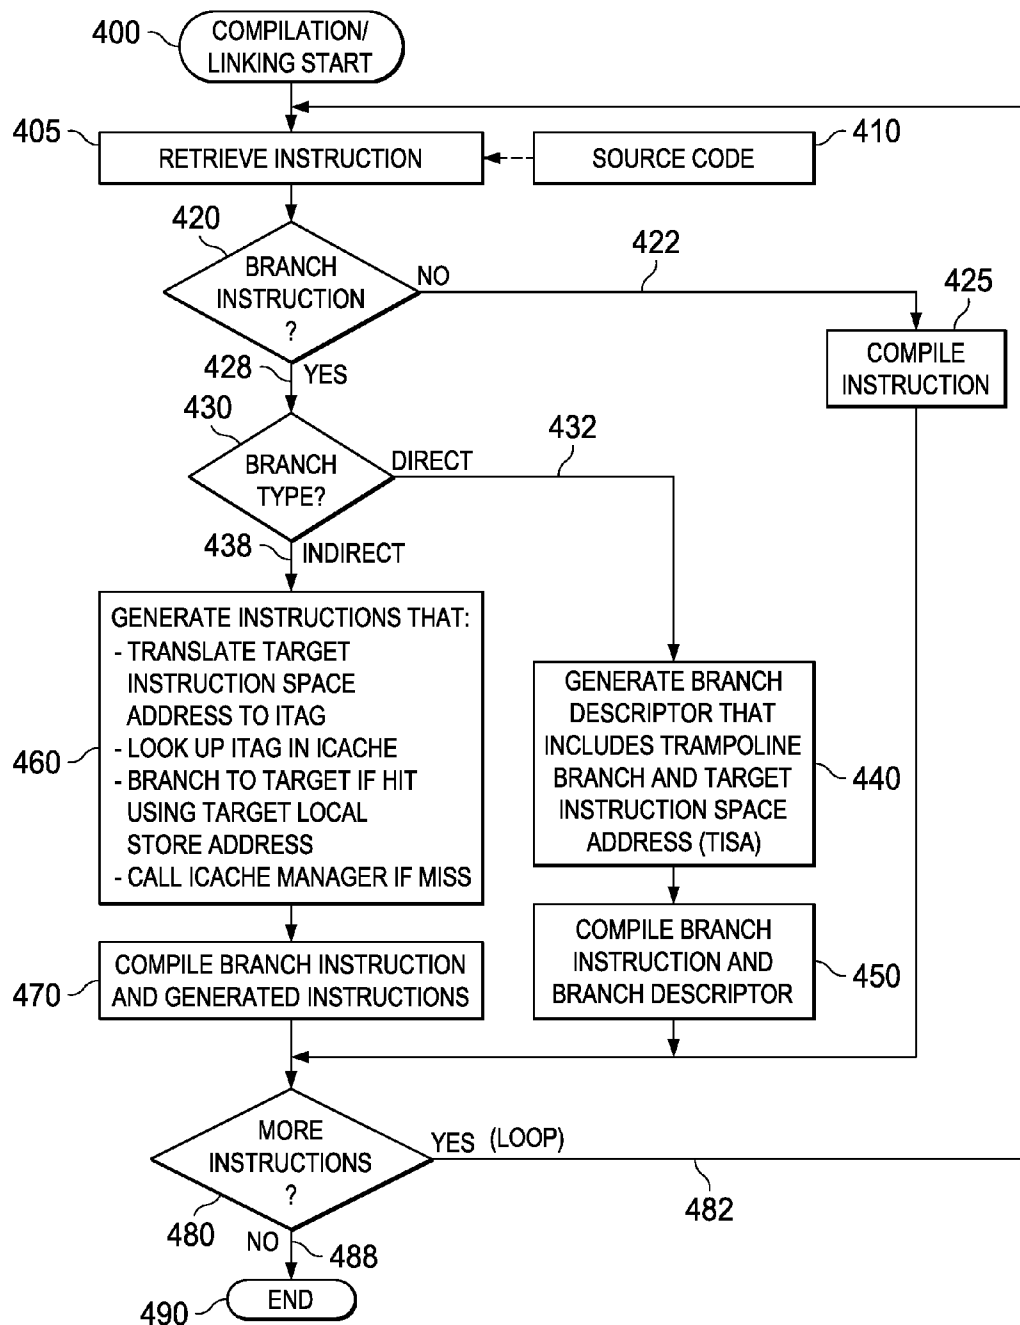 400
COMPILATION/
LINKING START
405
RETRIEVE INSTRUCTION
SOURCE CODE
410
420
BRANCH
INSTRUCTION
?
NO
422
425
COMPILE
INSTRUCTION
428
YES
430
BRANCH
TYPE?
DIRECT
432
438
INDIRECT
460
GENERATE INSTRUCTIONS THAT:
- TRANSLATE TARGET
INSTRUCTION SPACE
ADDRESS TO ITAG
- LOOK UP ITAG IN ICACHE
- BRANCH TO TARGET IF HIT
USING TARGET LOCAL
STORE ADDRESS
- CALL ICACHE MANAGER IF MISS
GENERATE BRANCH
DESCRIPTOR THAT
INCLUDES TRAMPOLINE
BRANCH AND TARGET
INSTRUCTION SPACE
ADDRESS (TISA)
440
470
COMPILE BRANCH INSTRUCTION
AND GENERATED INSTRUCTIONS
COMPILE BRANCH
INSTRUCTION AND
BRANCH DESCRIPTOR
450
MORE
INSTRUCTIONS
?
480
YES (LOOP)
482
NO
488
490
END